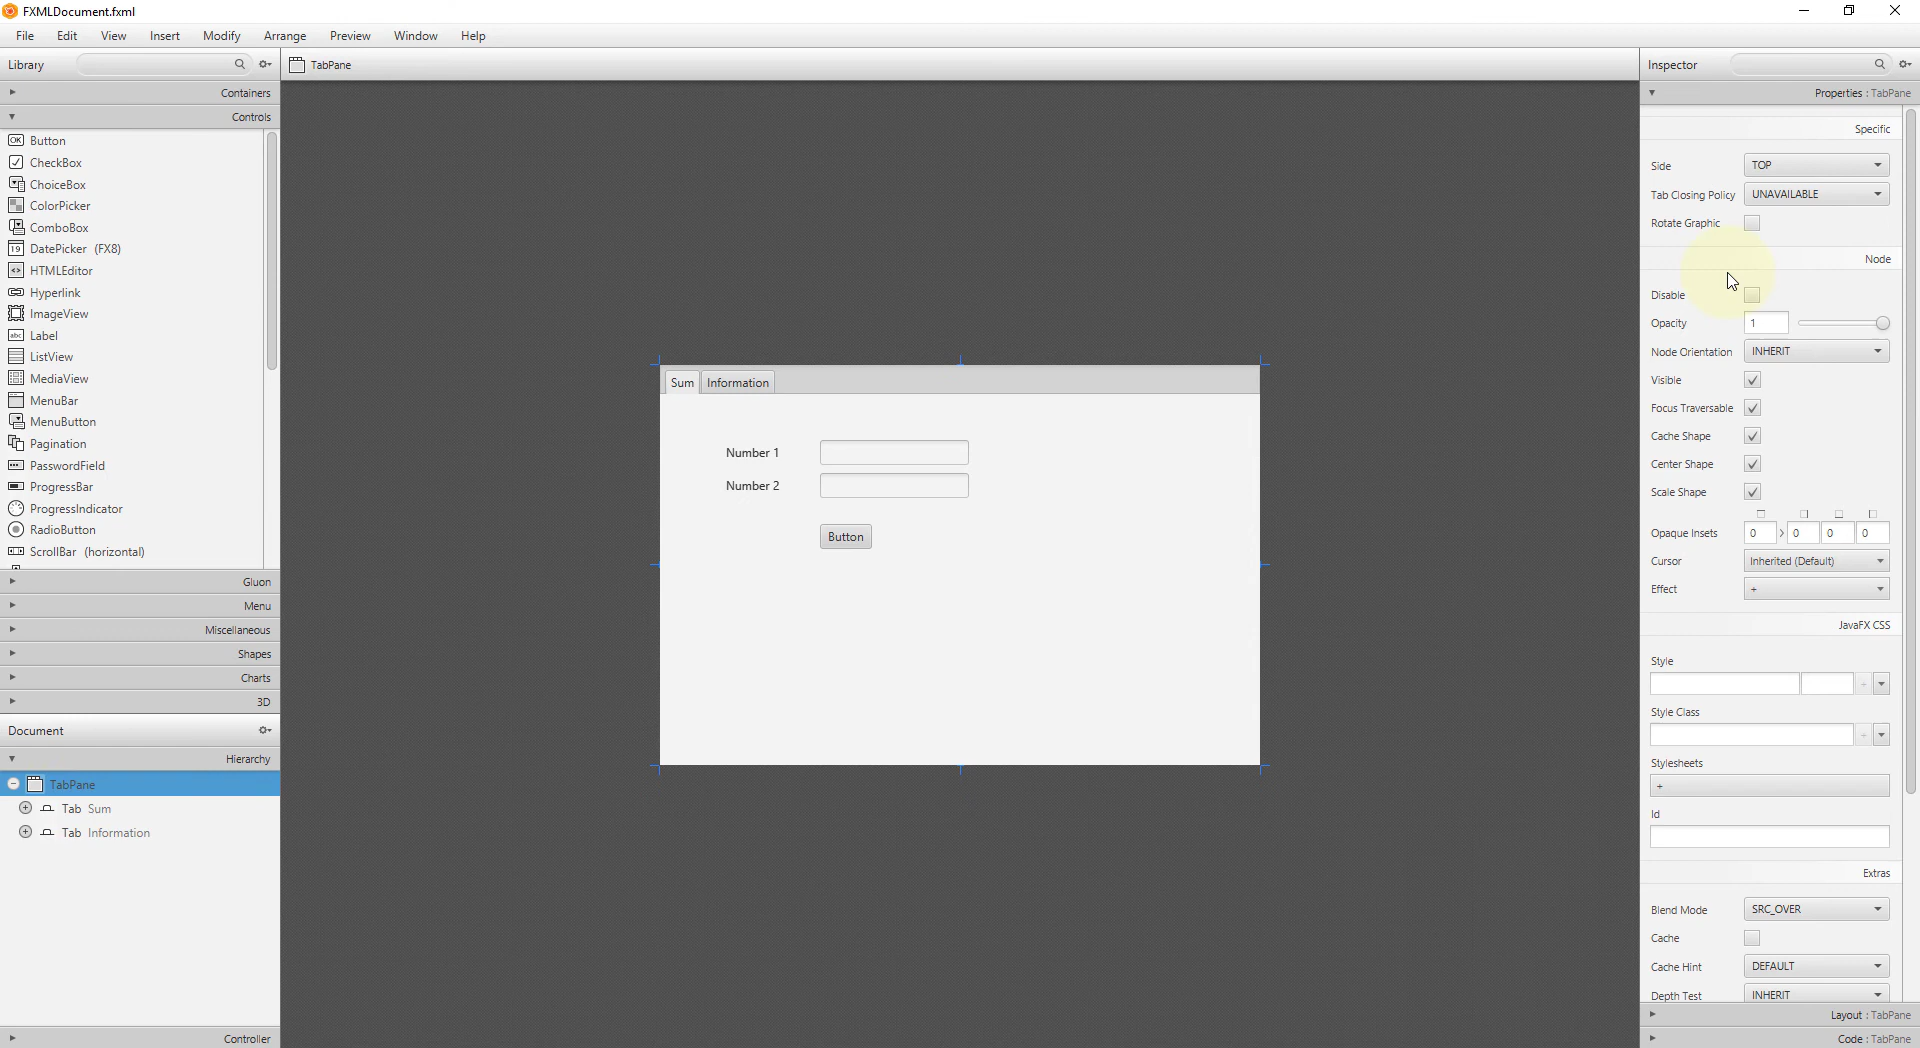 FXMLDocument.fxml
File Edit View Insert Modify Arrange Preview Window Help
Library
TabPane
Inspector
Containers
Controls
OK Button
CheckBox
ChoiceBox
ColorPicker
ComboBox
19 DatePicker (FX8)
HTMLEditor
Hyperlink
ImageView
abc Label
ListView
MediaView
MenuBar
MenuButton
Pagination
PasswordField
ProgressBar
ProgressIndicator
RadioButton
ScrollBar (horizontal)
Gluon
Menu
Miscellaneous
Shapes
Charts
3D
Document
Hierarchy
TabPane
Tab Sum
Tab Information
Controller
Sum Information
Number 1
Number 2
Button
Properties : TabPane
Specific
Side TOP
Tab Closing Policy UNAVAILABLE
Rotate Graphic
Node
Disable
Opacity 1
Node Orientation INHERIT
Visible
Focus Traversable
Cache Shape
Center Shape
Scale Shape
Opaque Insets 0 > 0 0 0
Cursor Inherited (Default)
Effect +
JavaFX CSS
Style
+
Style Class
+
Stylesheets
+
Id
Extras
Blend Mode SRC_OVER
Cache
Cache Hint DEFAULT
Depth Test INHERIT
Layout : TabPane
Code : TabPane